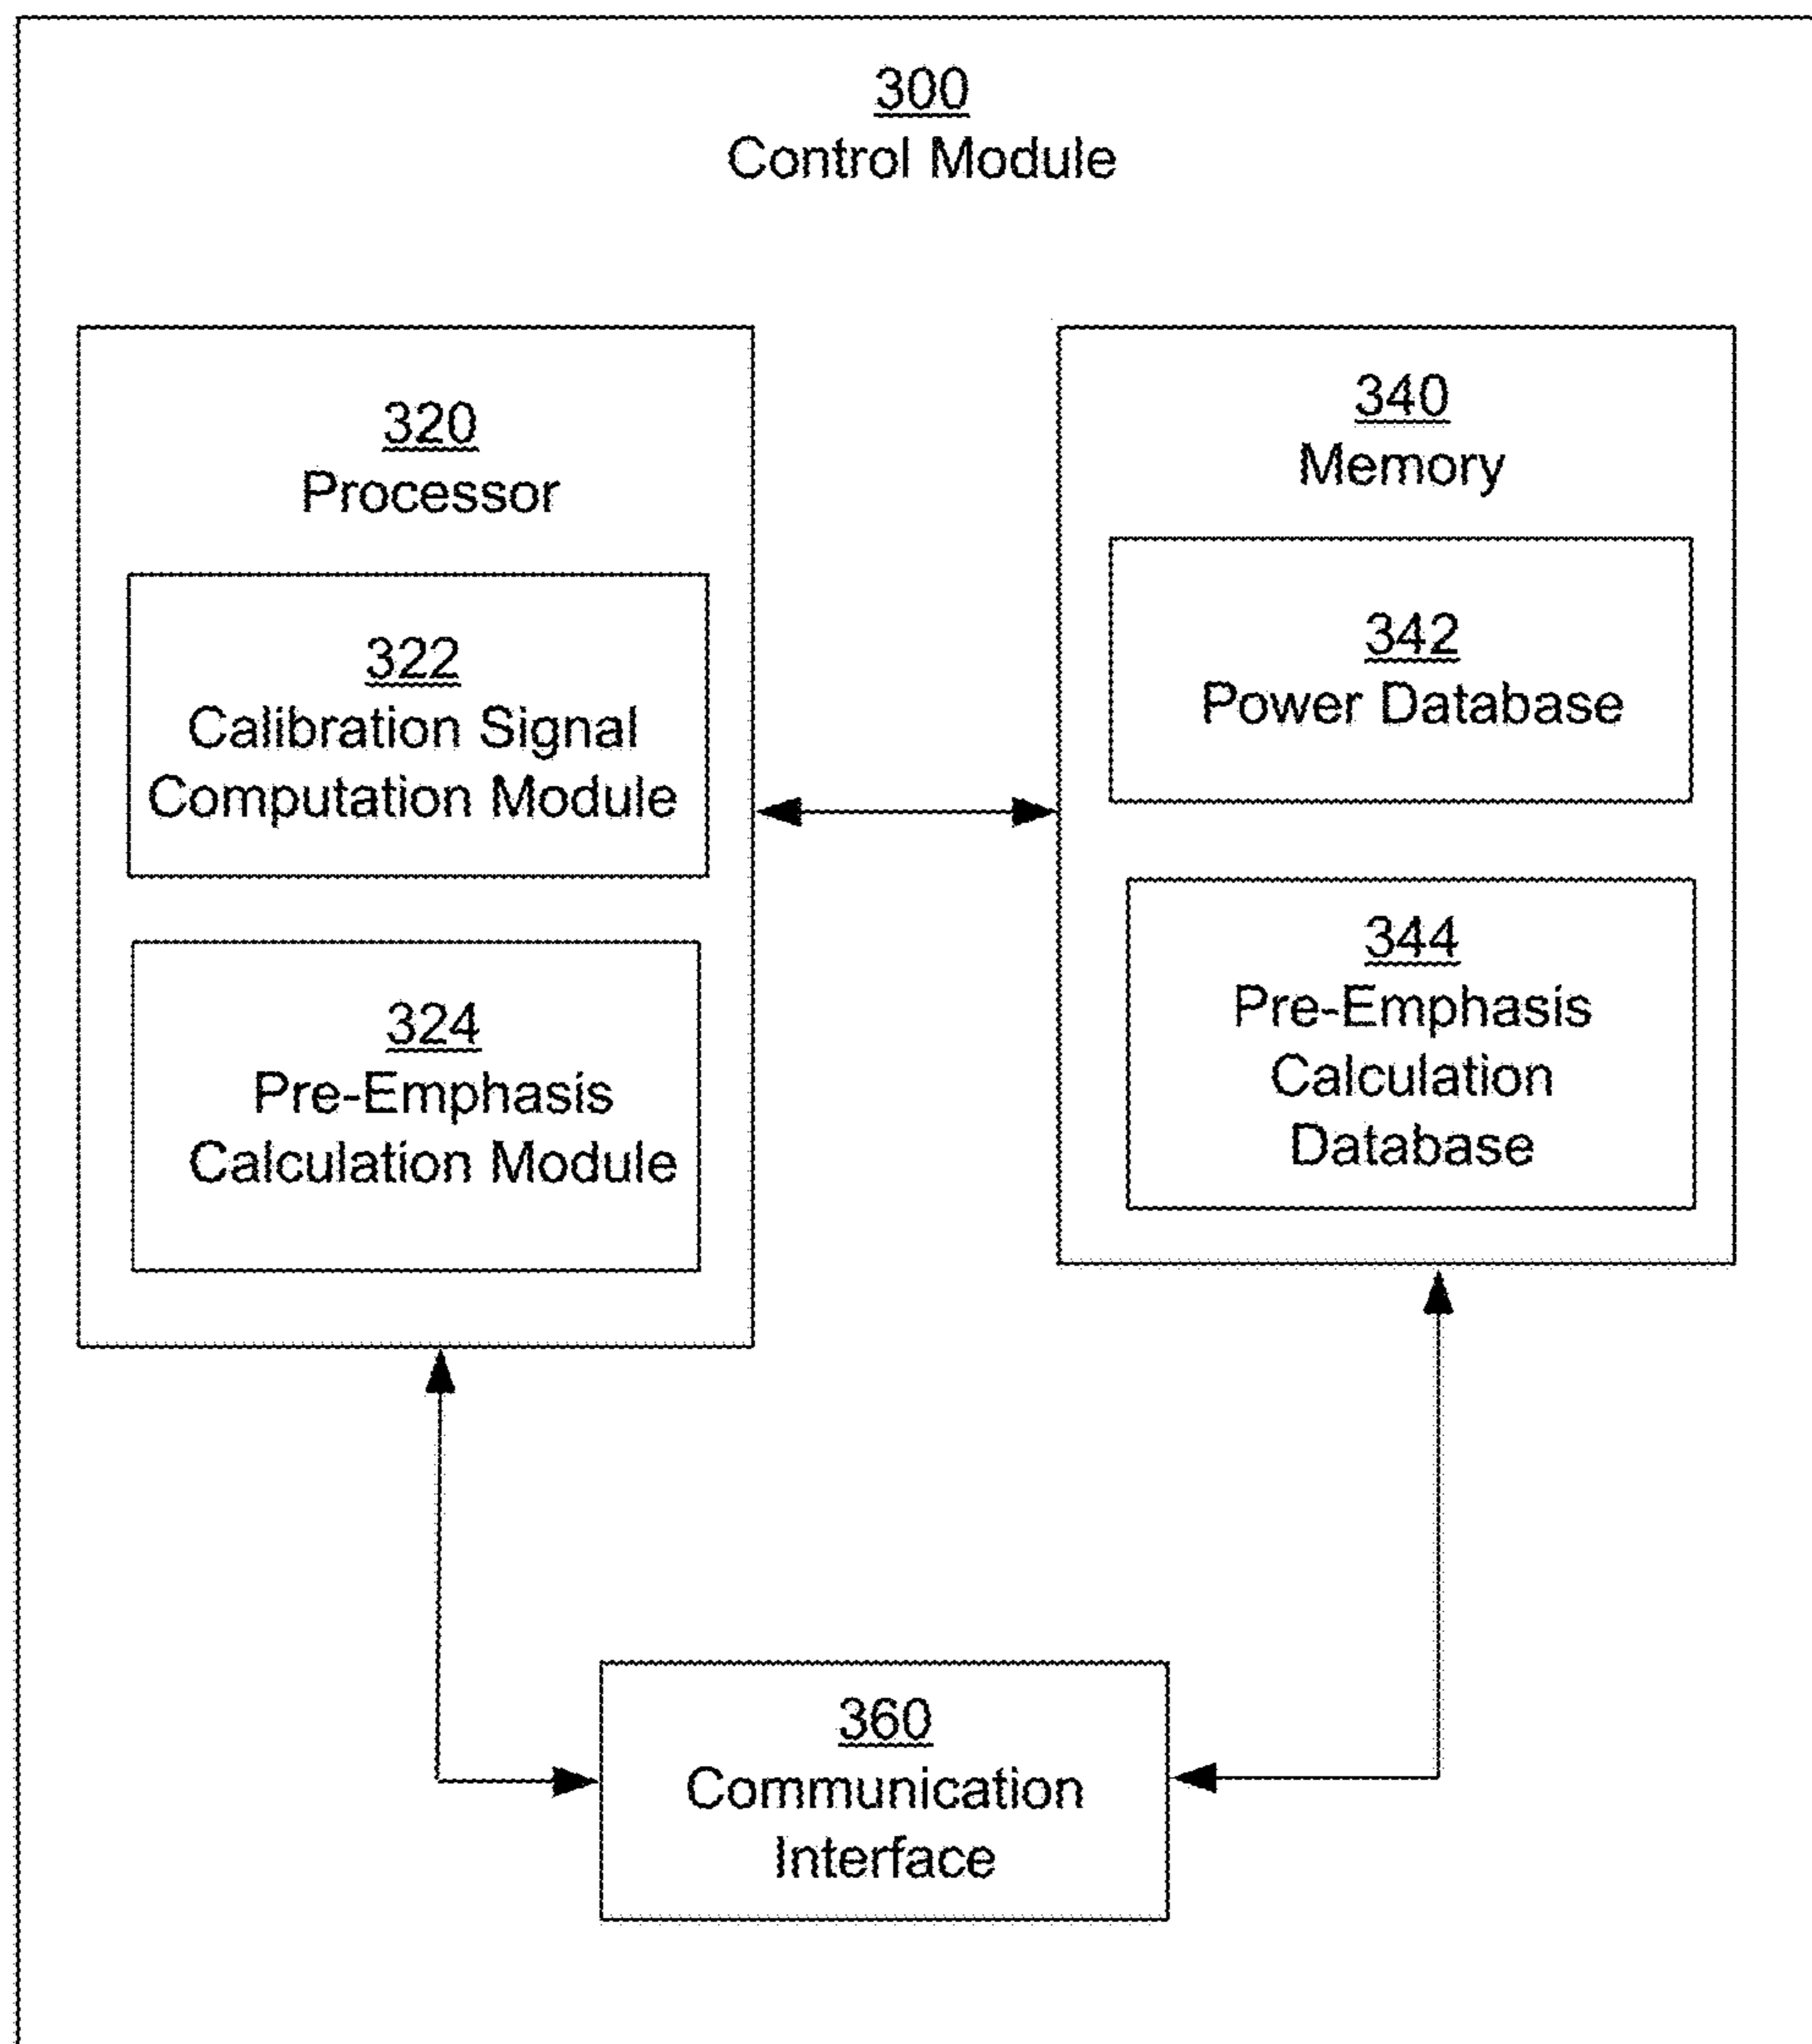 300
Control Module
320
Processor
322
Calibration Signal
Computation Module
324
Pre-Emphasis
Calculation Module
340
Memory
342
Power Database
344
Pre-Emphasis
Calculation
Database
360
Communication
Interface